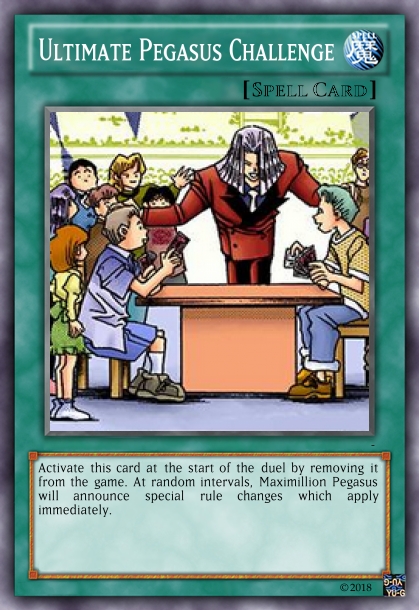 ULTIMATE PEGASUS CHALLENGE 魔
[SPELL CARD]
Activate this card at the start of the duel by removing it
from the game. At random intervals, Maximillion Pegasus
will announce special rule changes which apply
immediately.
©2018
YU-G